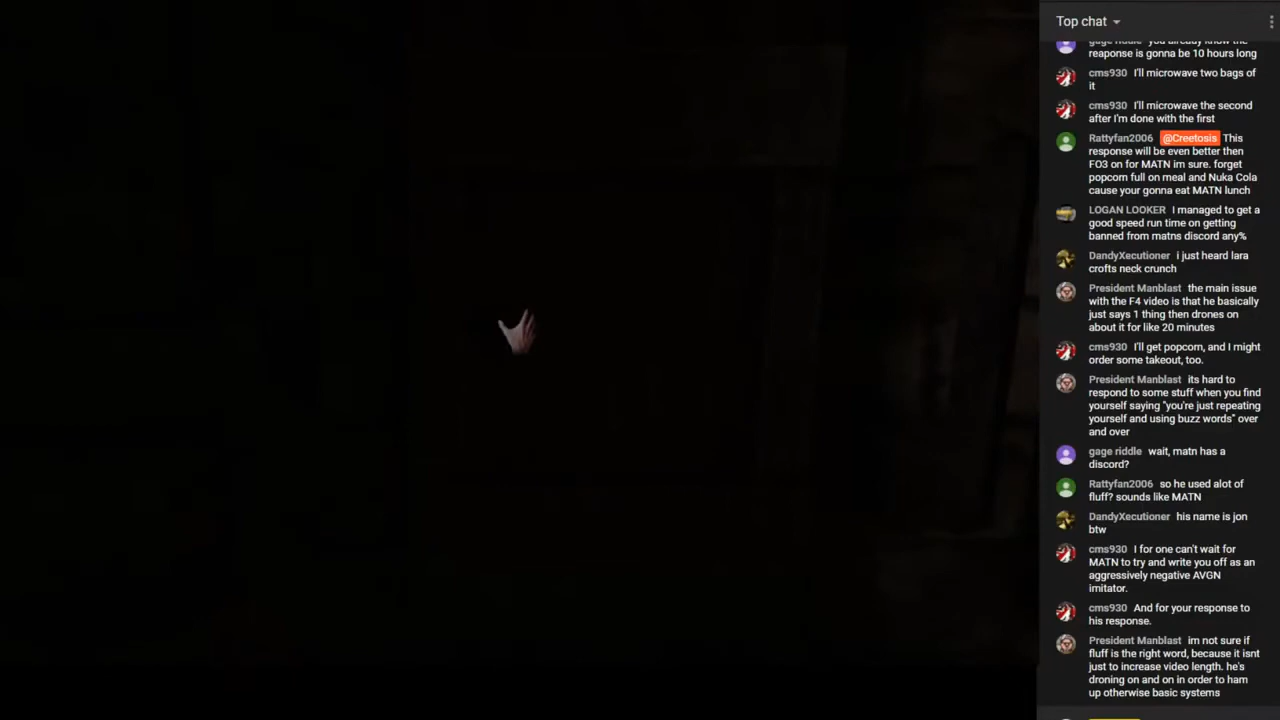 Top chat
gage riddle you already know the
reaponse is gonna be 10 hours long
cms930 I'll microwave two bags of
it
cms930 I'll microwave the second
after I'm done with the first
Rattyfan2006 @Creetosis This
response will be even better then
FO3 on for MATN im sure. forget
popcorn full on meal and Nuka Cola
cause your gonna eat MATN lunch
LOGAN LOOKER I managed to get a
good speed run time on getting
banned from matns discord any%
DandyXecutioner i just heard lara
crofts neck crunch
President Manblast the main issue
with the F4 video is that he basically
just says 1 thing then drones on
about it for like 20 minutes
cms930 I'll get popcorn, and I might
order some takeout, too.
President Manblast its hard to
respond to some stuff when you find
yourself saying "you're just repeating
yourself and using buzz words" over
and over
gage riddle wait, matn has a
discord?
Rattyfan2006 so he used alot of
fluff? sounds like MATN
DandyXecutioner his name is jon
btw
cms930 I for one can't wait for
MATN to try and write you off as an
aggressively negative AVGN
imitator.
cms930 And for your response to
his response.
President Manblast im not sure if
fluff is the right word, because it isnt
just to increase video length. he's
droning on and on in order to ham
up otherwise basic systems